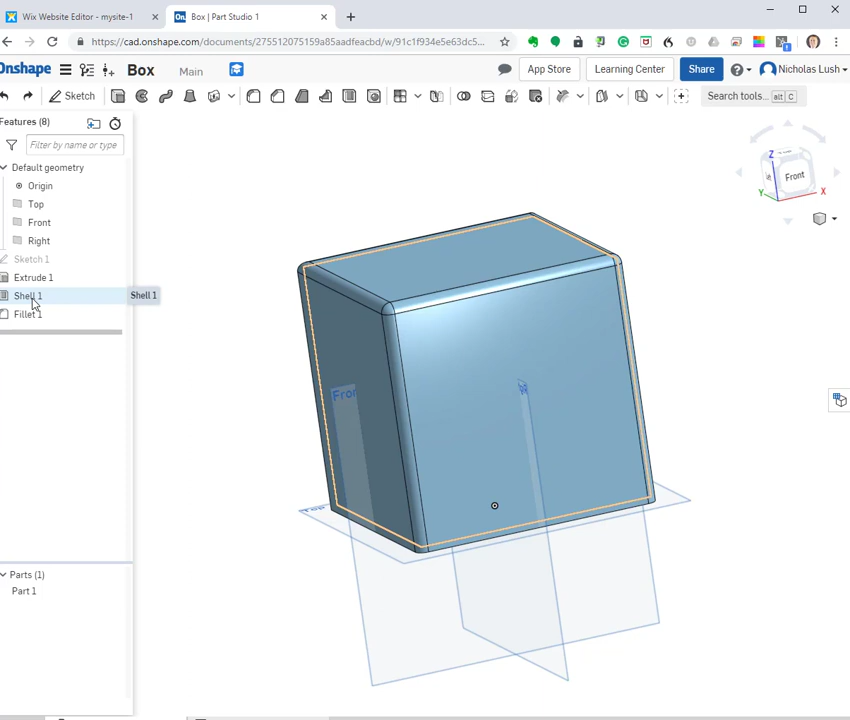 Wix Website Editor - mysite-1
Box | Part Studio 1
https://cad.onshape.com/documents/275512075159a85aadfeacbd/w/91c1f934e5e63dc5...
Onshape Box Main App Store Learning Center Share Nicholas Lush
Sketch Search tools... alt C
Features (8)
Filter by name or type
Default geometry
Origin
Top
Front
Right
Sketch 1
Extrude 1
Shell 1 Shell 1
Fillet 1
Parts (1)
Part 1
Z
Front
Y X
Fron
Top